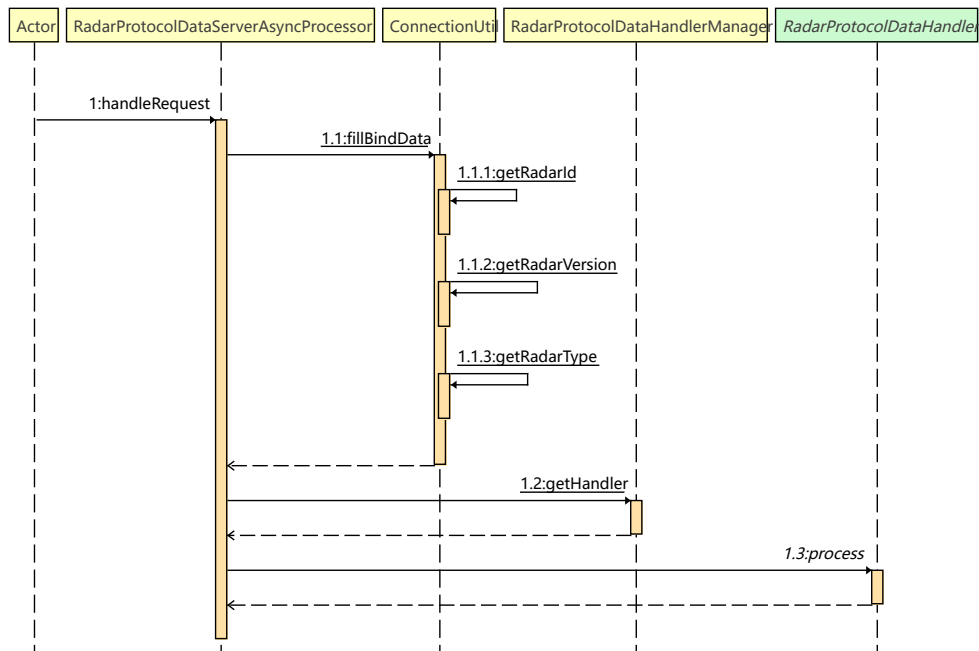 Actor
RadarProtocolDataServerAsyncProcessor
ConnectionUtil
RadarProtocolDataHandlerManager
RadarProtocolDataHandler
1:handleRequest
1.1:fillBindData
1.1.1:getRadarId
1.1.2:getRadarVersion
1.1.3:getRadarType
1.2:getHandler
1.3:process